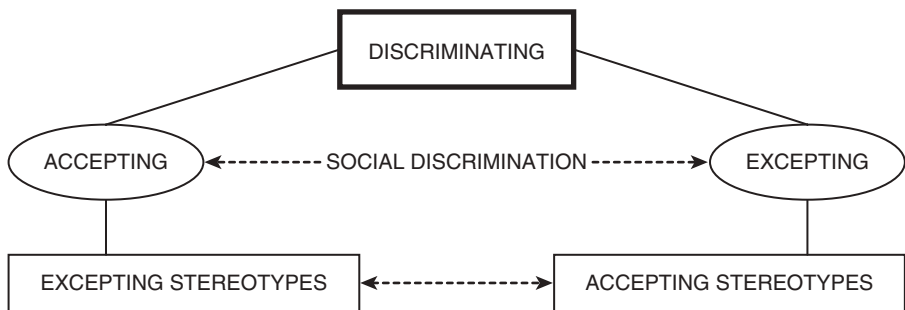 DISCRIMINATING
ACCEPTING
SOCIAL DISCRIMINATION
EXCEPTING
EXCEPTING STEREOTYPES
ACCEPTING STEREOTYPES